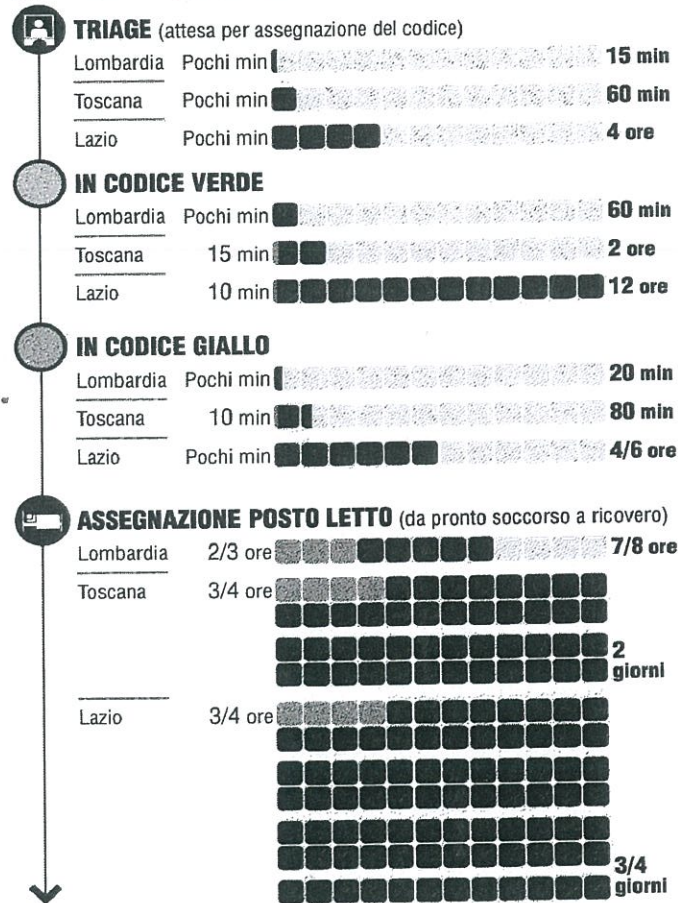 TRIAGE (attesa per assegnazione del codice)
Lombardia Pochi min 15 min
Toscana Pochi min 60 min
Lazio Pochi min 4 ore
IN CODICE VERDE
Lombardia Pochi min 60 min
Toscana 15 min 2 ore
Lazio 10 min 12 ore
IN CODICE GIALLO
Lombardia Pochi min 20 min
Toscana 10 min 80 min
Lazio Pochi min 4/6 ore
ASSEGNAZIONE POSTO LETTO (da pronto soccorso a ricovero)
Lombardia 2/3 ore 7/8 ore
Toscana 3/4 ore
2
giorni
Lazio 3/4 ore
3/4
giorni